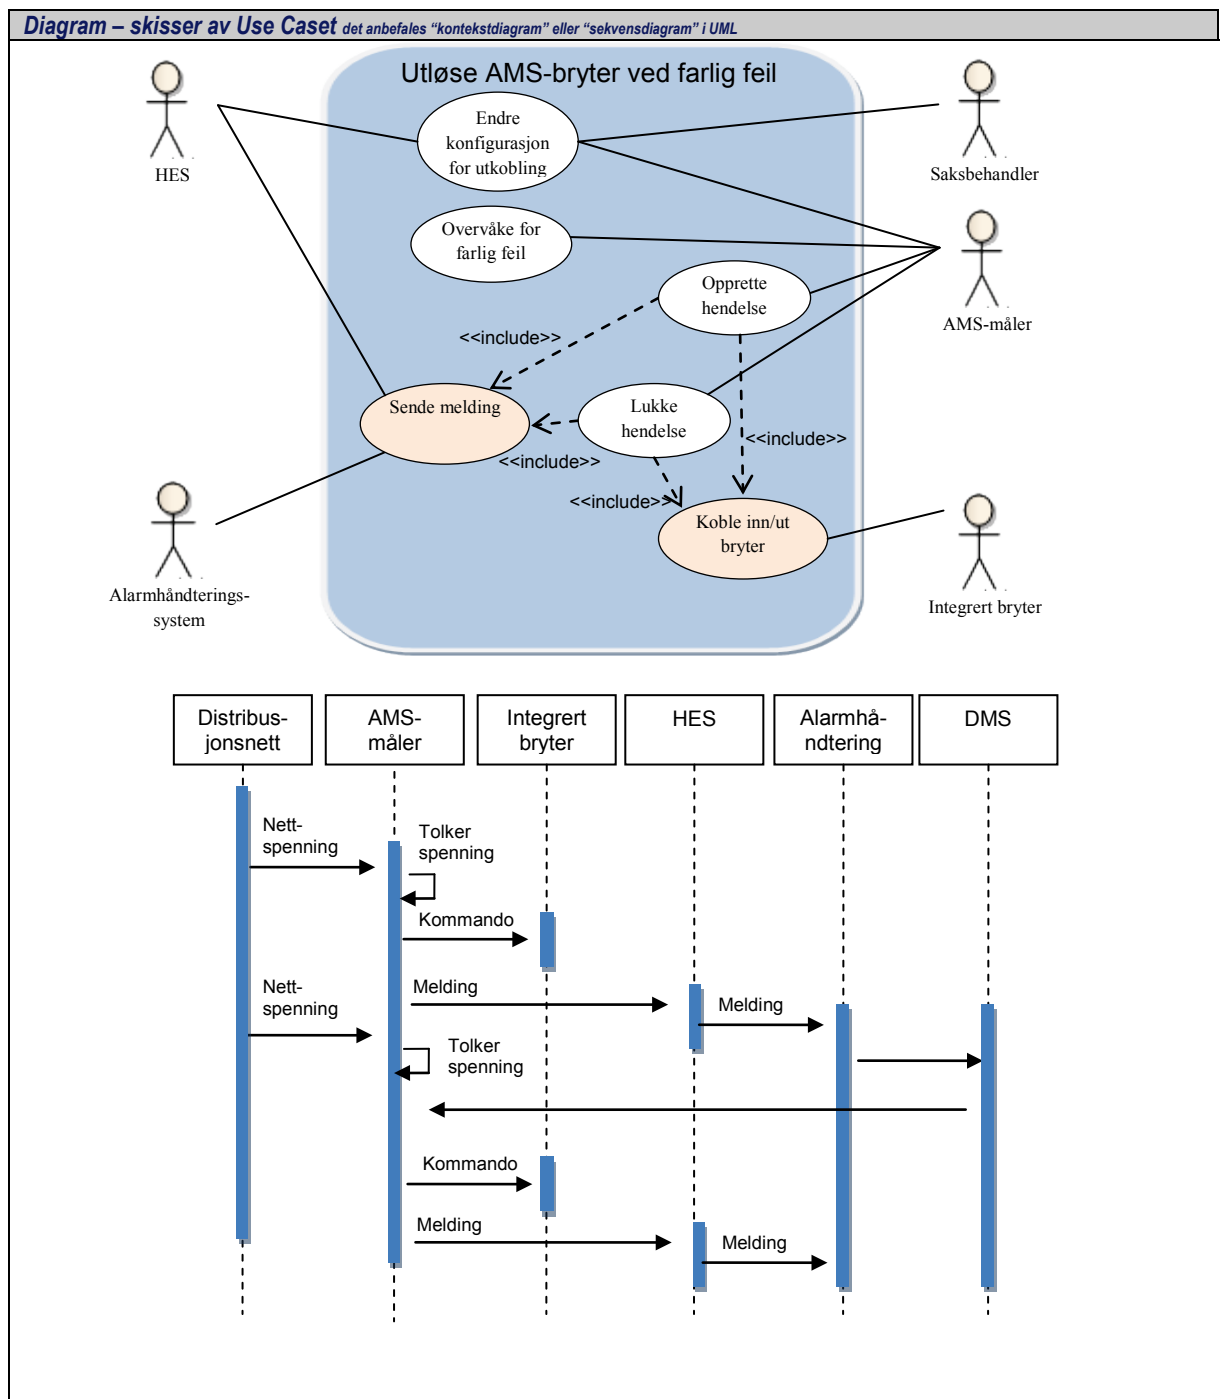 Diagram – skisser av Use Caset det anbefales “kontekstdiagram” eller “sekvensdiagram” i UML
Utløse AMS-bryter ved farlig feil
HES
Endre
konfigurasjon
for utkobling
Saksbehandler
Overvåke for
farlig feil
Opprette
hendelse
AMS-måler
<<include>>
Sende melding
Lukke
hendelse
<<include>>
<<include>>
<<include>>
Koble inn/ut
bryter
Alarmhåndterings-
system
Integrert bryter
Distribus-
jonsnett
AMS-
måler
Integrert
bryter
HES
Alarmhå-
ndtering
DMS
Nett-
spenning
Tolker
spenning
Kommando
Nett-
spenning
Melding
Melding
Tolker
spenning
Kommando
Melding
Melding